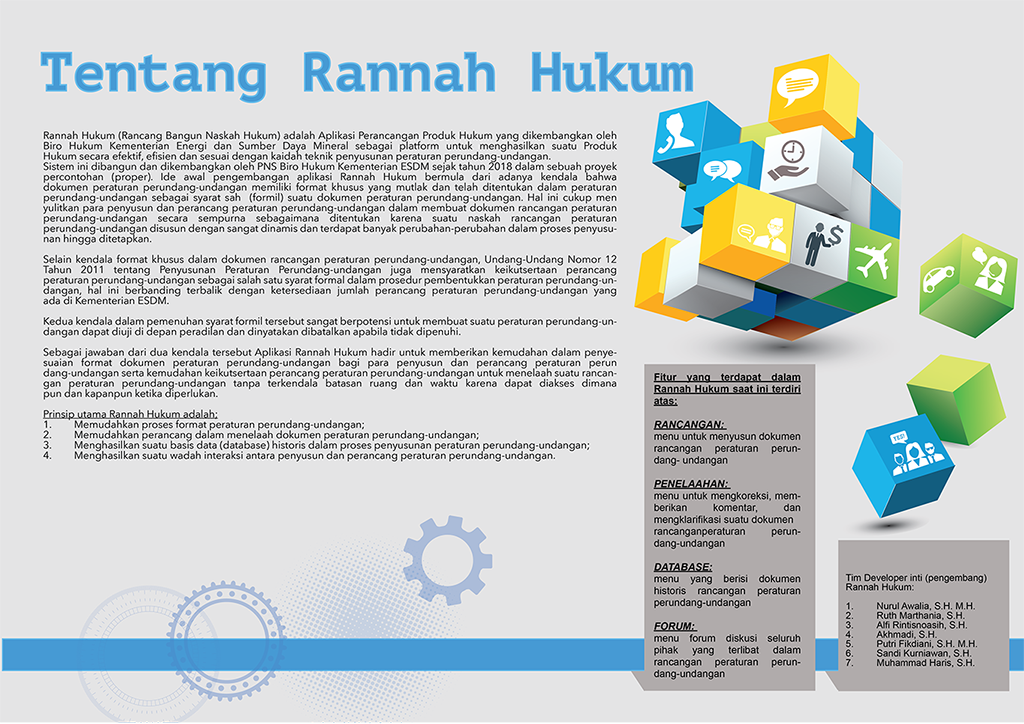 Tentang Rannah Hukum
Rannah Hukum (Rancang Bangun Naskah Hukum) adalah Aplikasi Perancangan Produk Hukum yang dikembangkan oleh
Biro Hukum Kementerian Energi dan Sumber Daya Mineral sebagai platform untuk menghasilkan suatu Produk
Hukum secara efektif, efisien dan sesuai dengan kaidah teknik penyusunan peraturan perundang-undangan.
Sistem ini dibangun dan dikembangkan oleh PNS Biro Hukum Kementerian ESDM sejak tahun 2018 dalam sebuah proyek
percontohan (proper). Ide awal pengembangan aplikasi Rannah Hukum bermula dari adanya kendala bahwa
dokumen peraturan perundang-undangan memiliki format khusus yang mutlak dan telah ditentukan dalam peraturan
perundang-undangan sebagai syarat sah (formil) suatu dokumen peraturan perundang-undangan. Hal ini cukup men
yulitkan para penyusun dan perancang peraturan perundang-undangan dalam membuat dokumen rancangan peraturan
perundang-undangan secara sempurna sebagaimana ditentukan karena suatu naskah rancangan peraturan
perundang-undangan disusun dengan sangat dinamis dan terdapat banyak perubahan-perubahan dalam proses penyusu-
nan hingga ditetapkan.
Selain kendala format khusus dalam dokumen rancangan peraturan perundang-undangan, Undang-Undang Nomor 12
Tahun 2011 tentang Penyusunan Peraturan Perundang-undangan juga mensyaratkan keikutsertaan perancang
peraturan perundang-undangan sebagai salah satu syarat formal dalam prosedur pembentukkan peraturan perundang-un-
dangan, hal ini berbanding terbalik dengan ketersediaan jumlah perancang peraturan perundang-undangan yang
ada di Kementerian ESDM.
Kedua kendala dalam pemenuhan syarat formil tersebut sangat berpotensi untuk membuat suatu peraturan perundang-un-
dangan dapat diuji di depan peradilan dan dinyatakan dibatalkan apabila tidak dipenuhi.
Sebagai jawaban dari dua kendala tersebut Aplikasi Rannah Hukum hadir untuk memberikan kemudahan dalam penye-
suaian format dokumen peraturan perundang-undangan bagi para penyusun dan perancang peraturan perun
dang-undangan serta kemudahan keikutsertaan perancang peraturan perundang-undangan untuk menelaah suatu rancan-
gan peraturan perundang-undangan tanpa terkendala batasan ruang dan waktu karena dapat diakses dimana
pun dan kapanpun ketika diperlukan.
Prinsip utama Rannah Hukum adalah:
1. Memudahkan proses format peraturan perundang-undangan;
2. Memudahkan perancang dalam menelaah dokumen peraturan perundang-undangan;
3. Menghasilkan suatu basis data (database) historis dalam proses penyusunan peraturan perundang-undangan;
4. Menghasilkan suatu wadah interaksi antara penyusun dan perancang peraturan perundang-undangan.
Fitur yang terdapat dalam
Rannah Hukum saat ini terdiri
atas:
RANCANGAN:
menu untuk menyusun dokumen
rancangan peraturan perun-
dang- undangan
PENELAAHAN:
menu untuk mengkoreksi, mem-
berikan komentar, dan
mengklarifikasi suatu dokumen
rancanganperaturan perun-
dang-undangan
DATABASE:
menu yang berisi dokumen
historis rancangan peraturan
perundang-undangan
FORUM:
menu forum diskusi seluruh
pihak yang terlibat dalam
rancangan peraturan perun-
dang-undangan
YES!
Tim Developer inti (pengembang)
Rannah Hukum:
1. Nurul Awalia, S.H. M.H.
2. Ruth Marthania, S.H.
3. Alfi Rintisnoasih, S.H.
4. Akhmadi, S.H.
5. Putri Fikdiani, S.H. M.H.
6. Sandi Kurniawan, S.H.
7. Muhammad Haris, S.H.